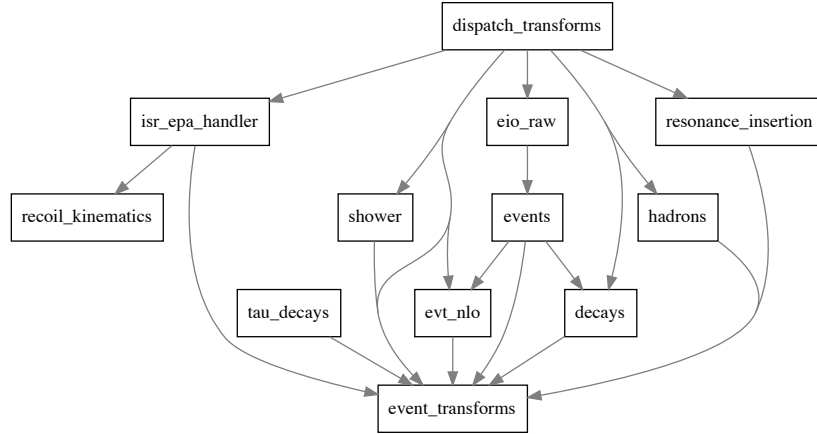 dispatch_transforms
isr_epa_handler
eio_raw
resonance_insertion
recoil_kinematics
shower
events
hadrons
tau_decays
evt_nlo
decays
event_transforms